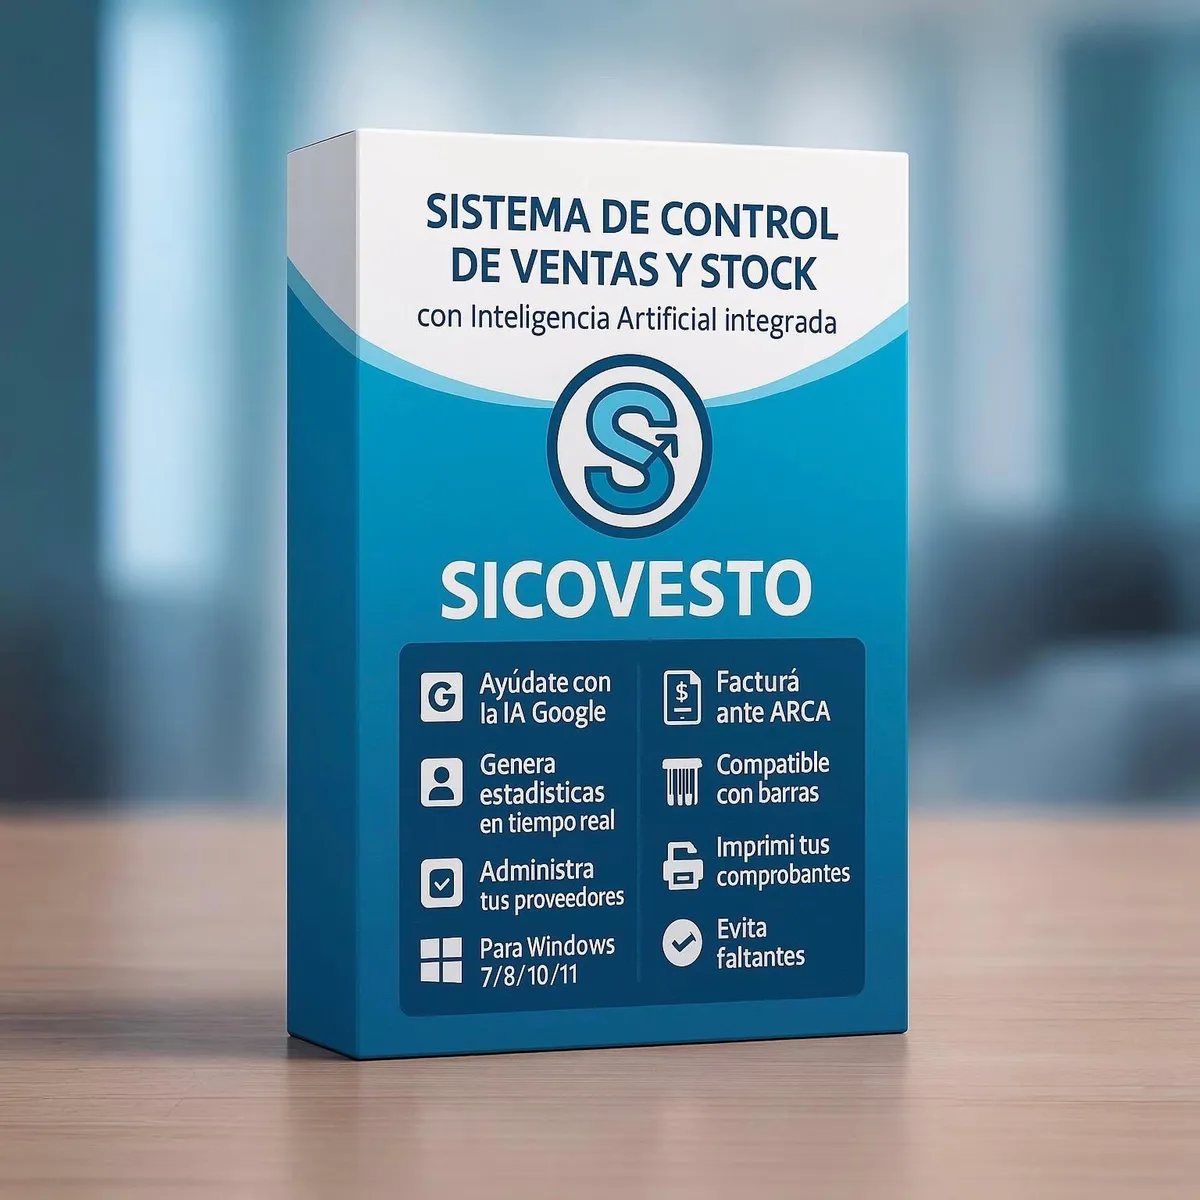 SISTEMA DE CONTROL
DE VENTAS Y STOCK
con Inteligencia Artificial integrada
S
SICOVESTO
G
Ayúdate con
la IA Google
Genera
estadísticas
en tiempo real
Administra
tus proveedores
Para Windows
7/8/10/11
$
Facturá
ante ARCA
Compatible
con barras
Imprimi tus
comprobantes
Evita
faltantes